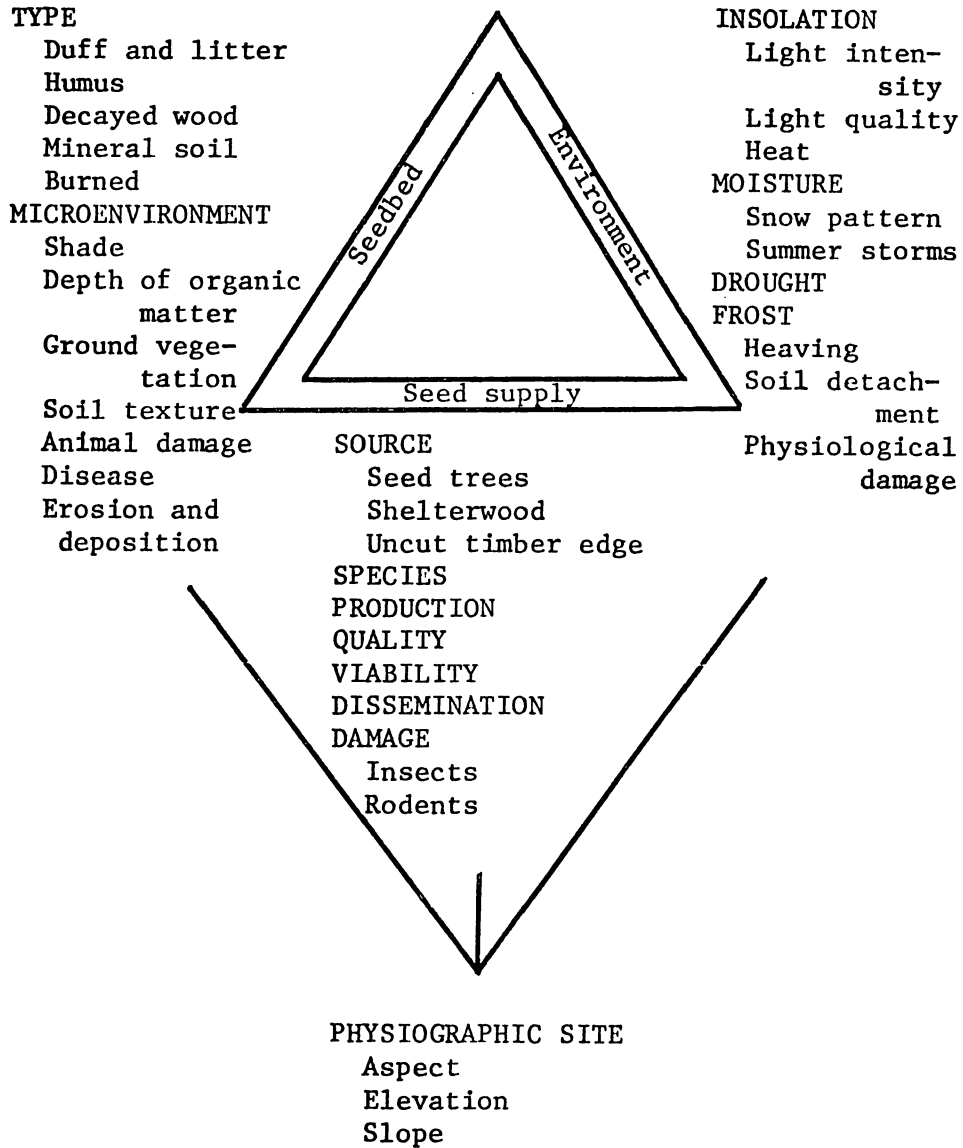 TYPE
Duff and litter
Humus
Decayed wood
Mineral soil
Burned
MICROENVIRONMENT
Shade
Depth of organic
matter
Ground vege-
tation
Soil texture
Animal damage
Disease
Erosion and
deposition
Seedbed
Environment
Seed supply
INSOLATION
Light inten-
sity
Light quality
Heat
MOISTURE
Snow pattern
Summer storms
DROUGHT
FROST
Heaving
Soil detach-
ment
Physiological
damage
SOURCE
Seed trees
Shelterwood
Uncut timber edge
SPECIES
PRODUCTION
QUALITY
VIABILITY
DISSEMINATION
DAMAGE
Insects
Rodents
PHYSIOGRAPHIC SITE
Aspect
Elevation
Slope